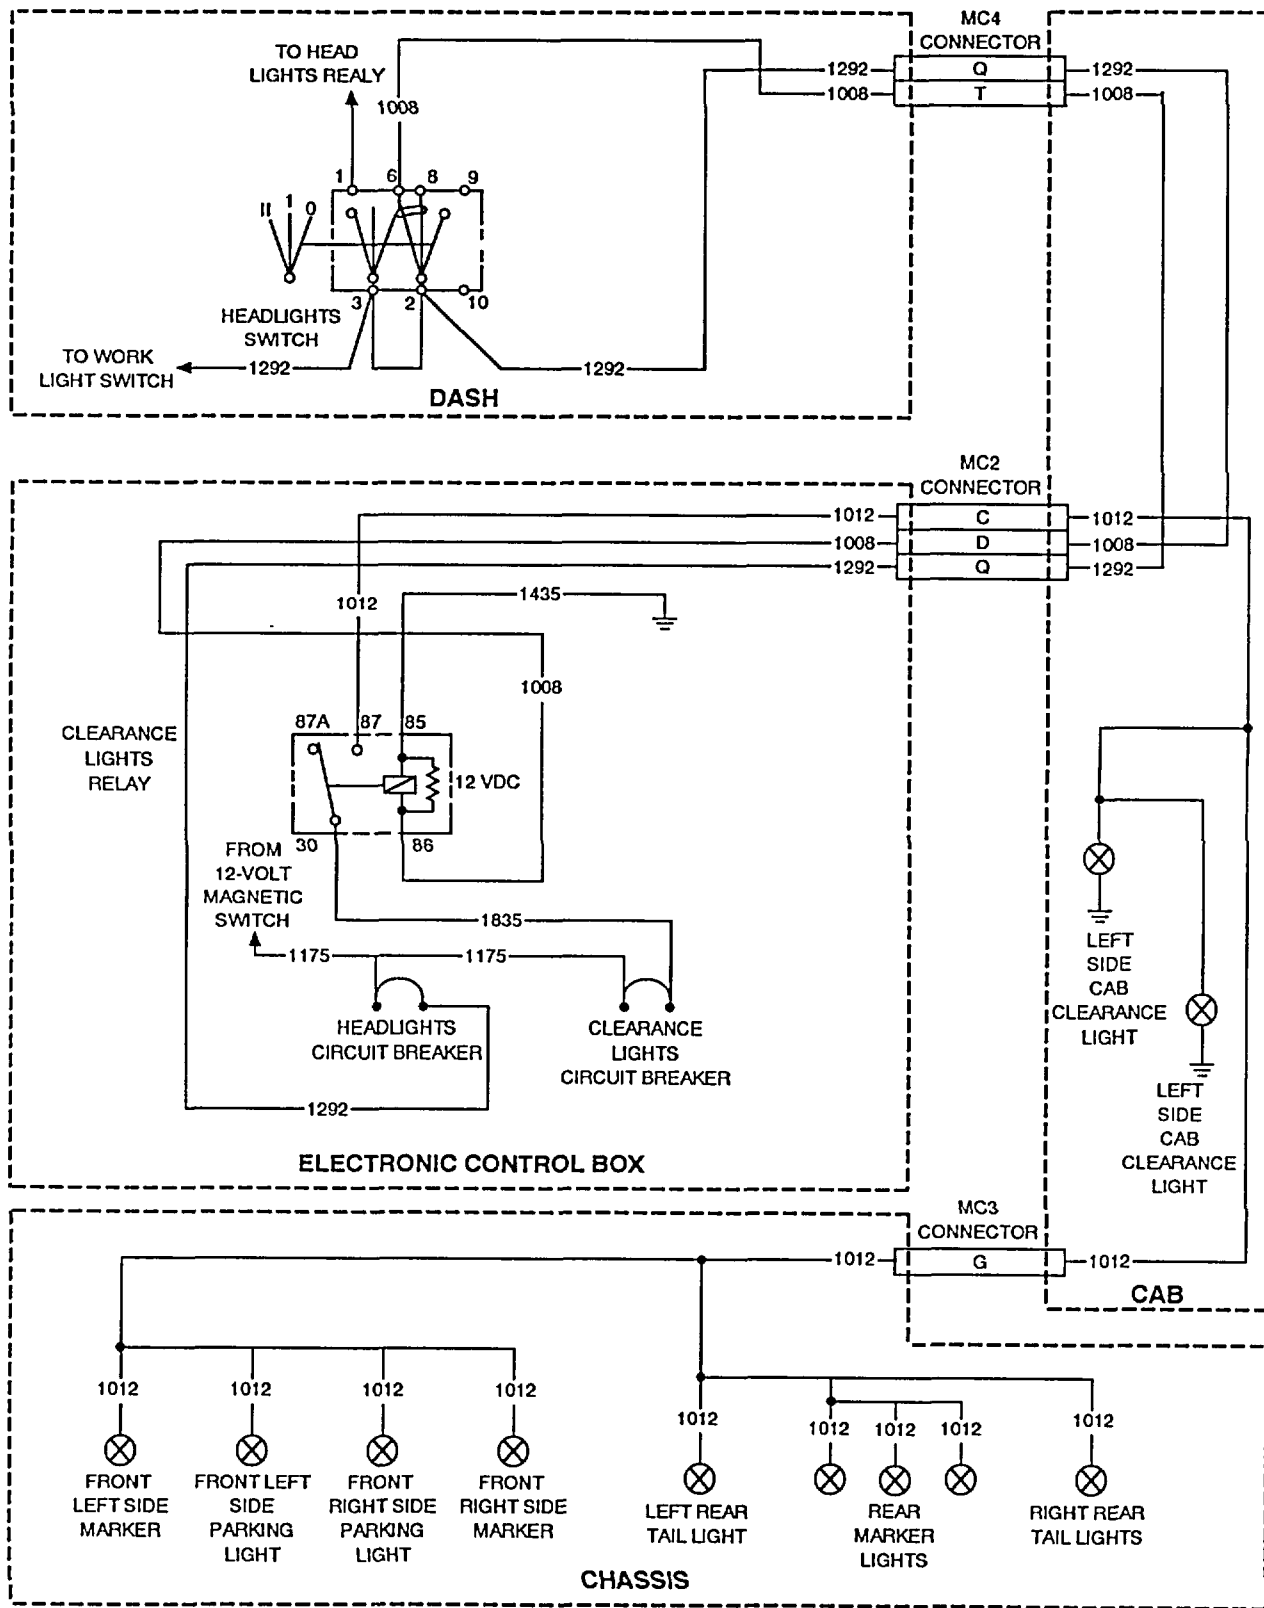 MC4
CONNECTOR
TO HEAD
LIGHTS REALY
1292
Q
1292
1008
T
1008
1008
1
6
8
9
II
1
0
3
2
10
HEADLIGHTS
SWITCH
TO WORK
LIGHT SWITCH
1292
1292
DASH
MC2
CONNECTOR
1012
C
1012
1008
D
1008
1292
Q
1292
1435
1012
1008
CLEARANCE
LIGHTS
RELAY
87A
87
85
12 VDC
30
86
FROM
12-VOLT
MAGNETIC
SWITCH
1835
1175
1175
HEADLIGHTS
CIRCUIT BREAKER
CLEARANCE
LIGHTS
CIRCUIT BREAKER
1292
ELECTRONIC CONTROL BOX
LEFT
SIDE
CAB
CLEARANCE
LIGHT
LEFT
SIDE
CAB
CLEARANCE
LIGHT
MC3
CONNECTOR
1012
G
1012
CAB
1012
1012
1012
1012
1012
1012
1012
1012
1012
FRONT
LEFT SIDE
MARKER
FRONT LEFT
SIDE
PARKING
LIGHT
FRONT
RIGHT SIDE
PARKING
LIGHT
FRONT
RIGHT SIDE
MARKER
LEFT REAR
TAIL LIGHT
REAR
MARKER
LIGHTS
RIGHT REAR
TAIL LIGHTS
CHASSIS